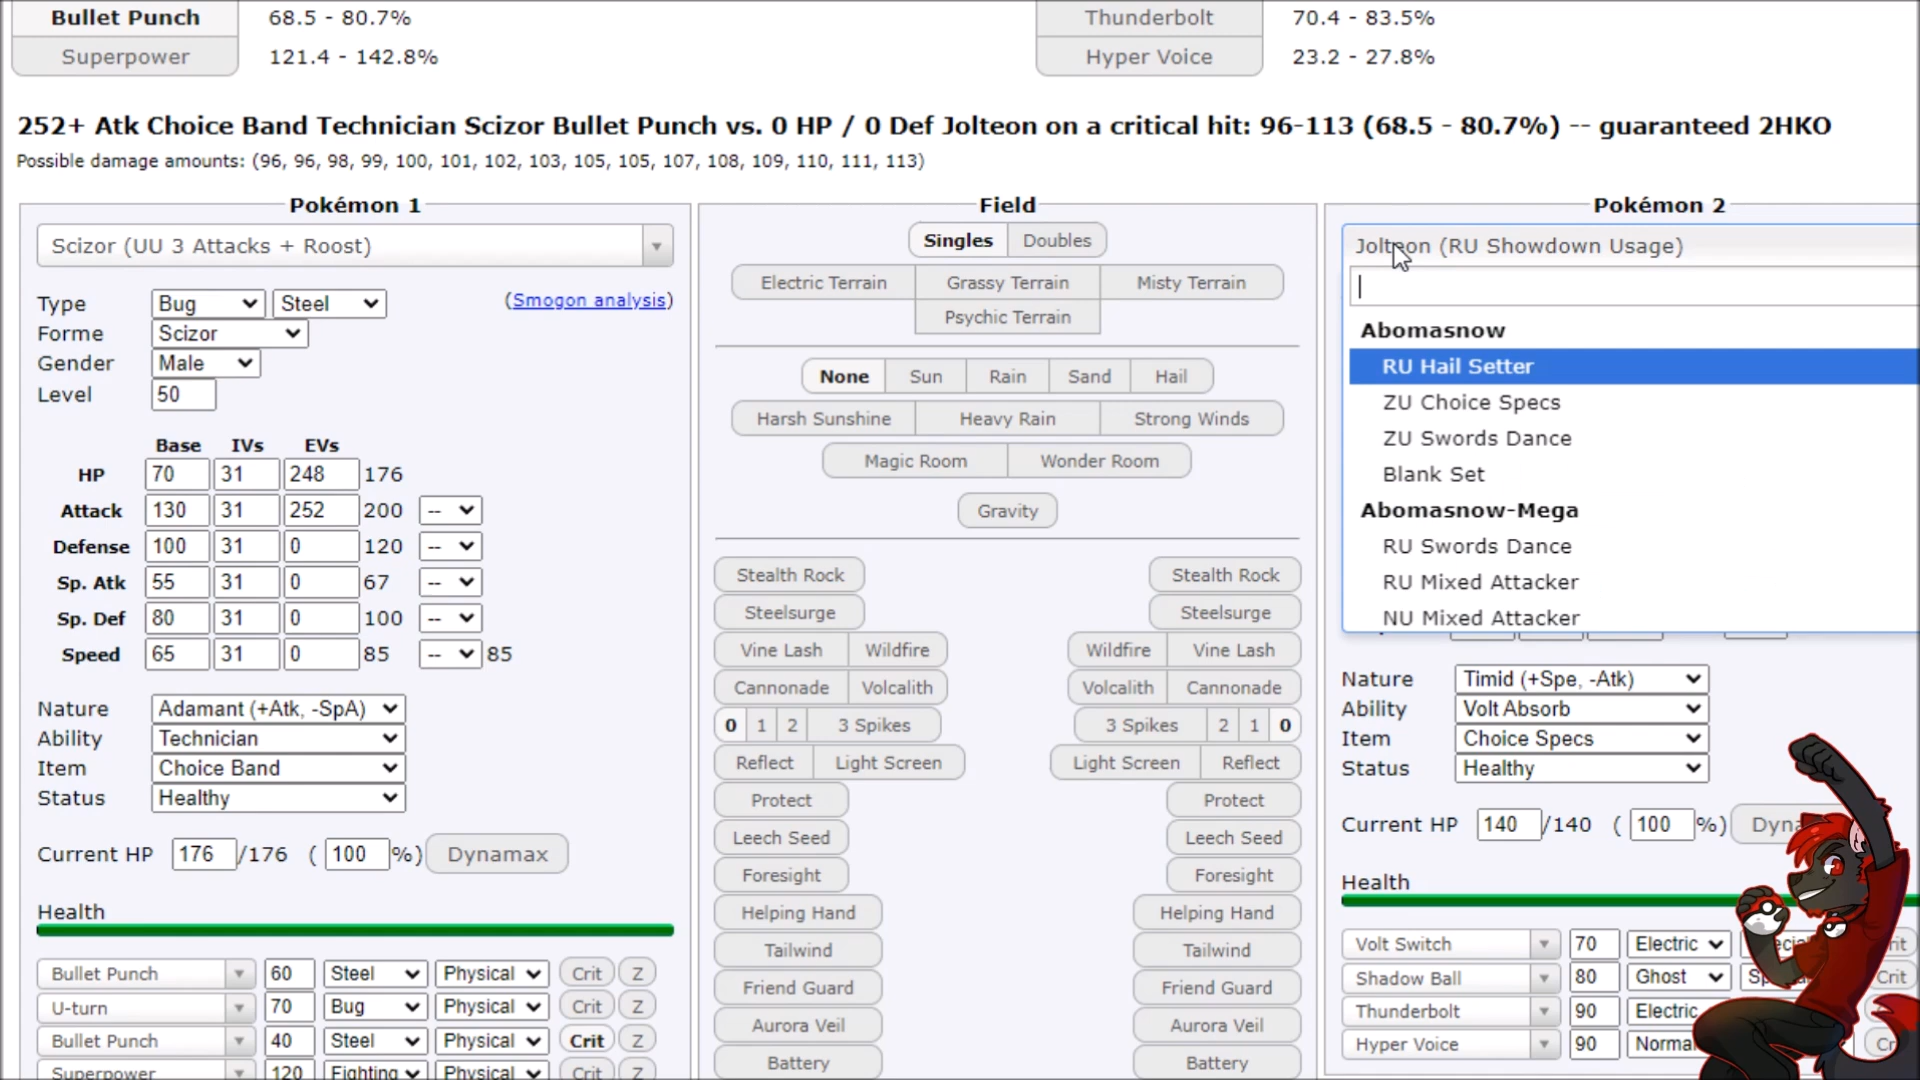 Bullet Punch 68.5 - 80.7% Thunderbolt 70.4 - 83.5%
Superpower 121.4 - 142.8% Hyper Voice 23.2 - 27.8%
252+ Atk Choice Band Technician Scizor Bullet Punch vs. 0 HP / 0 Def Jolteon on a critical hit: 96-113 (68.5 - 80.7%) -- guaranteed 2HKO
Possible damage amounts: (96, 96, 98, 99, 100, 101, 102, 103, 105, 105, 107, 108, 109, 110, 111, 113)
Pokémon 1
Scizor (UU 3 Attacks + Roost)
Type Bug Steel (Smogon analysis)
Forme Scizor
Gender Male
Level 50
Base IVs EVs
HP 70 31 248 176
Attack 130 31 252 200 --
Defense 100 31 0 120 --
Sp. Atk 55 31 0 67 --
Sp. Def 80 31 0 100 --
Speed 65 31 0 85 -- 85
Nature Adamant (+Atk, -SpA)
Ability Technician
Item Choice Band
Status Healthy
Current HP 176 /176 ( 100 %) Dynamax
Health
Bullet Punch 60 Steel Physical Crit Z
U-turn 70 Bug Physical Crit Z
Bullet Punch 40 Steel Physical Crit Z
Superpower 120 Fighting Physical Crit Z
Field
Singles Doubles
Electric Terrain Grassy Terrain Misty Terrain
Psychic Terrain
None Sun Rain Sand Hail
Harsh Sunshine Heavy Rain Strong Winds
Magic Room Wonder Room
Gravity
Stealth Rock Stealth Rock
Steelsurge Steelsurge
Vine Lash Wildfire Wildfire Vine Lash
Cannonade Volcalith Volcalith Cannonade
0 1 2 3 Spikes 3 Spikes 2 1 0
Reflect Light Screen Light Screen Reflect
Protect Protect
Leech Seed Leech Seed
Foresight Foresight
Helping Hand Helping Hand
Tailwind Tailwind
Friend Guard Friend Guard
Aurora Veil Aurora Veil
Battery Battery
Pokémon 2
Jolteon (RU Showdown Usage)
Abomasnow
RU Hail Setter
ZU Choice Specs
ZU Swords Dance
Blank Set
Abomasnow-Mega
RU Swords Dance
RU Mixed Attacker
NU Mixed Attacker
Nature Timid (+Spe, -Atk)
Ability Volt Absorb
Item Choice Specs
Status Healthy
Current HP 140 /140 ( 100 %)
Health
Volt Switch 70 Electric
Shadow Ball 80 Ghost Crit
Thunderbolt 90 Electric
Hyper Voice 90